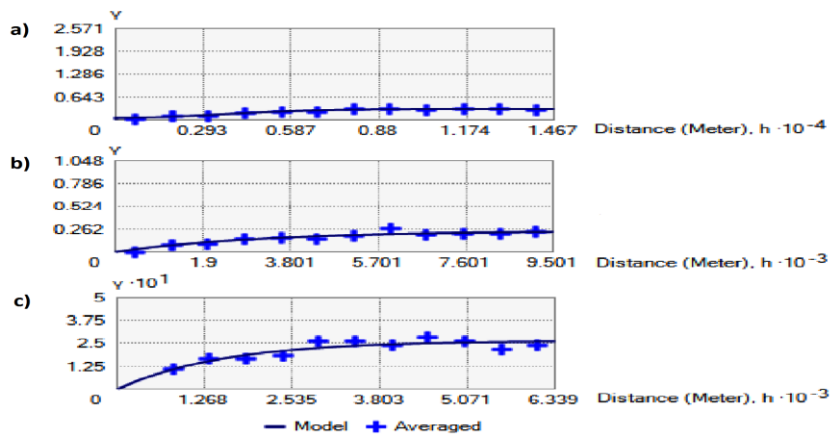 a)
Y
2.571
1.928
1.286
0.643
0
0.293 0.587 0.88 1.174 1.467 Distance (Meter), h ·10⁻⁴
b)
Y
1.048
0.786
0.524
0.262
0
1.9 3.801 5.701 7.601 9.501 Distance (Meter), h ·10⁻³
c)
Y ·10¹
5
3.75
2.5
1.25
0
1.268 2.535 3.803 5.071 6.339 Distance (Meter), h ·10⁻³
Model Averaged